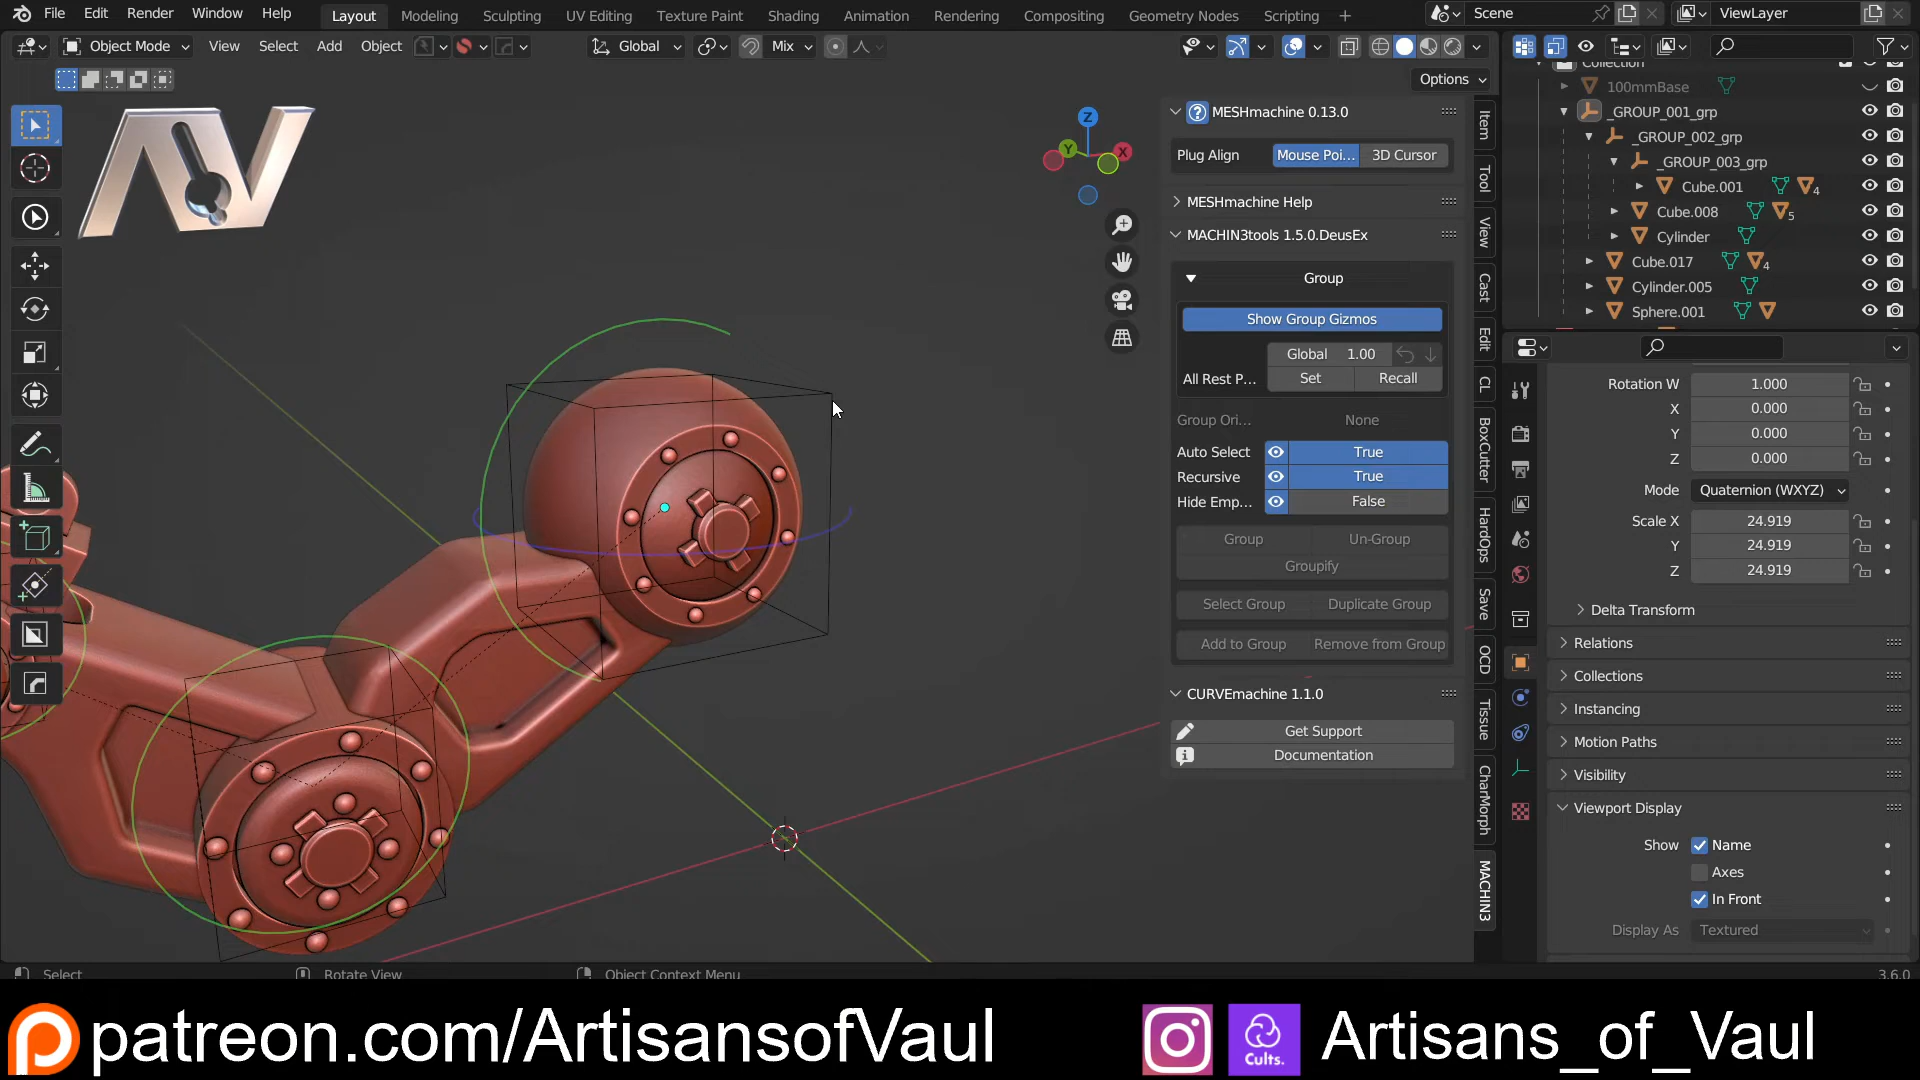 File Edit Render Window Help Layout Modeling Sculpting UV Editing Texture Paint Shading Animation Rendering Compositing Geometry Nodes Scripting + Scene ViewLayer
Object Mode View Select Add Object Global Mix
Options
Collection
100mmBase
_GROUP_001_grp
_GROUP_002_grp
_GROUP_003_grp
Cube.001 4
Cube.008 5
Cylinder
Cube.017 4
Cylinder.005
Sphere.001
Z
Y
X
MESHmachine 0.13.0
Plug Align Mouse Poi... 3D Cursor
MESHmachine Help
MACHIN3tools 1.5.0.DeusEx
Group
Show Group Gizmos
Global 1.00
All Rest P... Set Recall
Group Ori... None
Auto Select True
Recursive True
Hide Emp... False
Group Un-Group
Groupify
Select Group Duplicate Group
Add to Group Remove from Group
CURVEmachine 1.1.0
Get Support
Documentation
Item
Tool
View
Cast
Edit
CL
BoxCutter
HardOps
Save
OCD
Tissue
CharMorph
MACHIN3
Rotation W 1.000
X 0.000
Y 0.000
Z 0.000
Mode Quaternion (WXYZ)
Scale X 24.919
Y 24.919
Z 24.919
Delta Transform
Relations
Collections
Instancing
Motion Paths
Visibility
Viewport Display
Show Name
Axes
In Front
Display As Textured
Select Rotate View Object Context Menu 3.6.0
patreon.com/ArtisansofVaul Cults. Artisans_of_Vaul